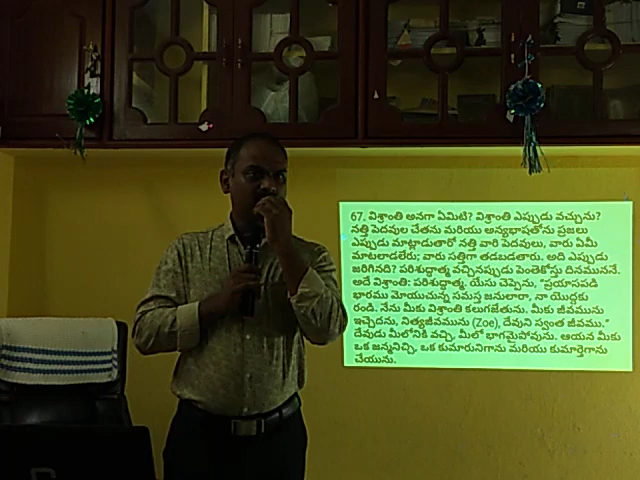 67. విశ్రాంతి అనగా ఏమిటి? విశ్రాంతి ఎప్పుడు వచ్చును?
నత్తి పెదవుల చేతను మరియు అన్యభాషతోను ప్రజలు
ఎప్పుడు మాట్లాడుతారో నత్తి వారి పెదవులు, వారు ఏమీ
మాటలాడలేరు; వారు సత్తిగా తడబడతారు. అది ఎప్పుడు
జరిగినది? పరిశుద్ధాత్మ వచ్చినప్పుడు పెంతెకొస్తు దినముననే.
అదే విశ్రాంతి: పరిశుద్ధాత్మ. యేసు చెప్పెను, "ప్రయాసపడి
భారము మోయుచున్న సమస్త జనులారా, నా యొద్దకు
రండి. నేను మీకు విశ్రాంతి కలుగజేతును. మీకు జీవమును
ఇచ్చెదను, నిత్యజీవమును (Zoe), దేవుని స్వంత జీవము."
దేవుడు మీలోనికి వచ్చి, మీలో భాగమైపోవును. ఆయన మీకు
ఒక జన్మనిచ్చి, ఒక కుమారునిగాను మరియు కుమార్తెగాను
చేయును.